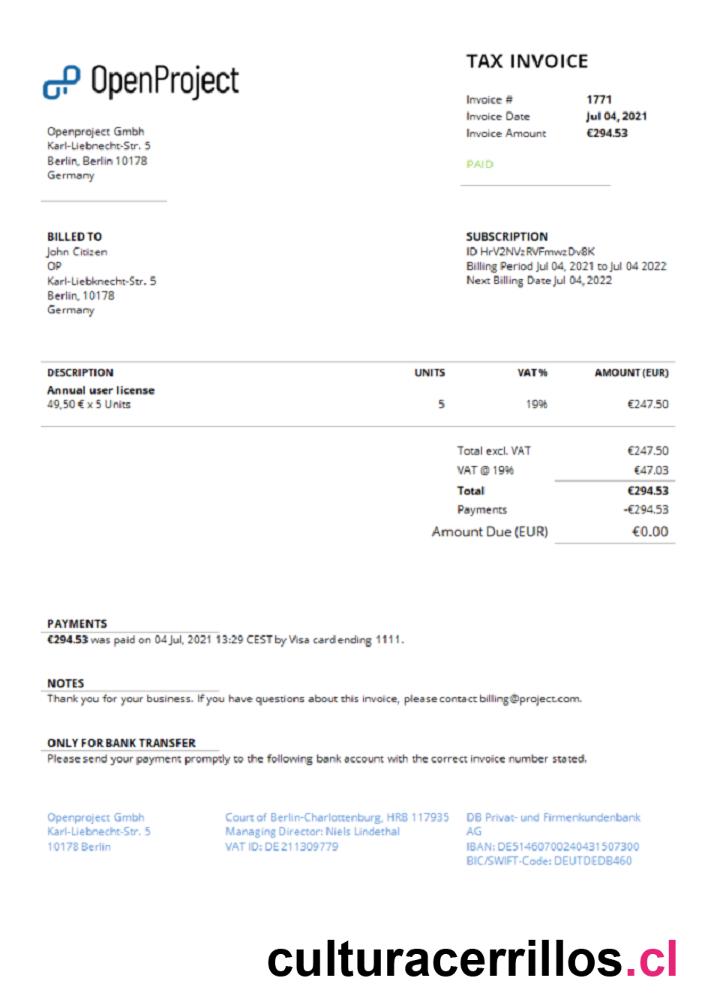 OpenProject
TAX INVOICE
Invoice # 1771
Invoice Date Jul 04, 2021
Invoice Amount €294.53
PAID
Openproject Gmbh
Karl-Liebnecht-Str. 5
Berlin, Berlin 10178
Germany
BILLED TO
John Citizen
OP
Karl-Liebknecht-Str. 5
Berlin, 10178
Germany
SUBSCRIPTION
ID HrV2NVzRVFmwzDv8K
Billing Period Jul 04, 2021 to Jul 04 2022
Next Billing Date Jul 04, 2022
DESCRIPTION UNITS VAT% AMOUNT (EUR)
Annual user license
49,50 € x 5 Units 5 19% €247.50
Total excl. VAT €247.50
VAT @ 19% €47.03
Total €294.53
Payments -€294.53
Amount Due (EUR) €0.00
PAYMENTS
€294.53 was paid on 04 Jul, 2021 13:29 CEST by Visa card ending 1111.
NOTES
Thank you for your business. If you have questions about this invoice, please contact billing@project.com.
ONLY FOR BANK TRANSFER
Please send your payment promptly to the following bank account with the correct invoice number stated.
Openproject Gmbh
Karl-Liebnecht-Str. 5
10178 Berlin
Court of Berlin-Charlottenburg, HRB 117935
Managing Director: Niels Lindethal
VAT ID: DE 211309779
DB Privat- und Firmenkundenbank
AG
IBAN: DE51460700240431507300
BIC/SWIFT-Code: DEUTDEDB460
culturacerrillos.cl